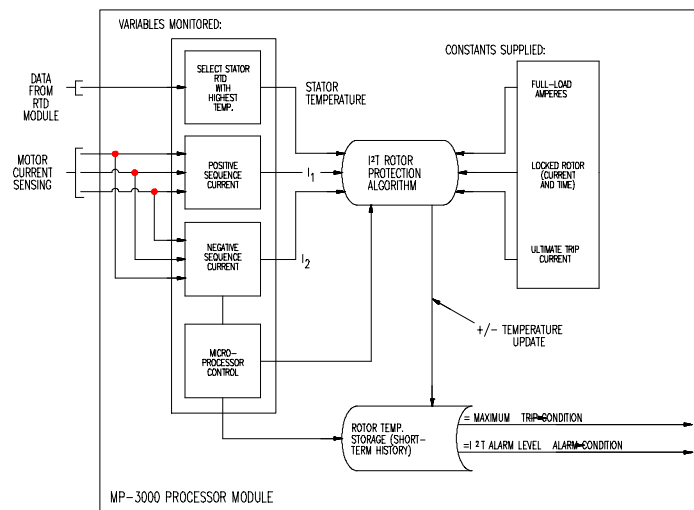 VARIABLES MONITORED:
DATA
FROM
RTD
MODULE
SELECT STATOR
RTD
WITH
HIGHEST
TEMP.
STATOR
TEMPERATURE
CONSTANTS SUPPLIED:
FULL-LOAD
AMPERES
MOTOR
CURRENT
SENSING
POSITIVE
SEQUENCE
CURRENT
I1
I²T ROTOR
PROTECTION
ALGORITHM
LOCKED ROTOR
(CURRENT
AND TIME)
NEGATIVE
SEQUENCE
CURRENT
I2
ULTIMATE TRIP
CURRENT
MICRO-
PROCESSOR
CONTROL
+/- TEMPERATURE
UPDATE
ROTOR TEMP.
STORAGE (SHORT-
TERM HISTORY)
= MAXIMUM TRIP CONDITION
=I²T ALARM LEVEL ALARM CONDITION
MP-3000 PROCESSOR MODULE